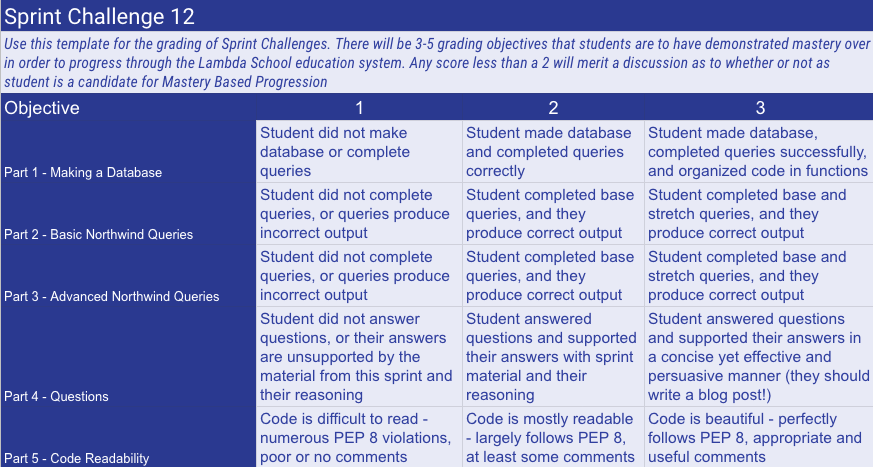 Sprint Challenge 12
Use this template for the grading of Sprint Challenges. There will be 3-5 grading objectives that students are to have demonstrated mastery over
in order to progress through the Lambda School education system. Any score less than a 2 will merit a discussion as to whether or not as
student is a candidate for Mastery Based Progression
Objective 1 2 3
Part 1 - Making a Database
Student did not make
database or complete
queries
Student made database
and completed queries
correctly
Student made database,
completed queries successfully,
and organized code in functions
Part 2 - Basic Northwind Queries
Student did not complete
queries, or queries produce
incorrect output
Student completed base
queries, and they
produce correct output
Student completed base and
stretch queries, and they
produce correct output
Part 3 - Advanced Northwind Queries
Student did not complete
queries, or queries produce
incorrect output
Student completed base
queries, and they
produce correct output
Student completed base and
stretch queries, and they
produce correct output
Part 4 - Questions
Student did not answer
questions, or their answers
are unsupported by the
material from this sprint and
their reasoning
Student answered
questions and supported
their answers with sprint
material and their
reasoning
Student answered questions
and supported their answers in
a concise yet effective and
persuasive manner (they should
write a blog post!)
Part 5 - Code Readability
Code is difficult to read -
numerous PEP 8 violations,
poor or no comments
Code is mostly readable
- largely follows PEP 8,
at least some comments
Code is beautiful - perfectly
follows PEP 8, appropriate and
useful comments